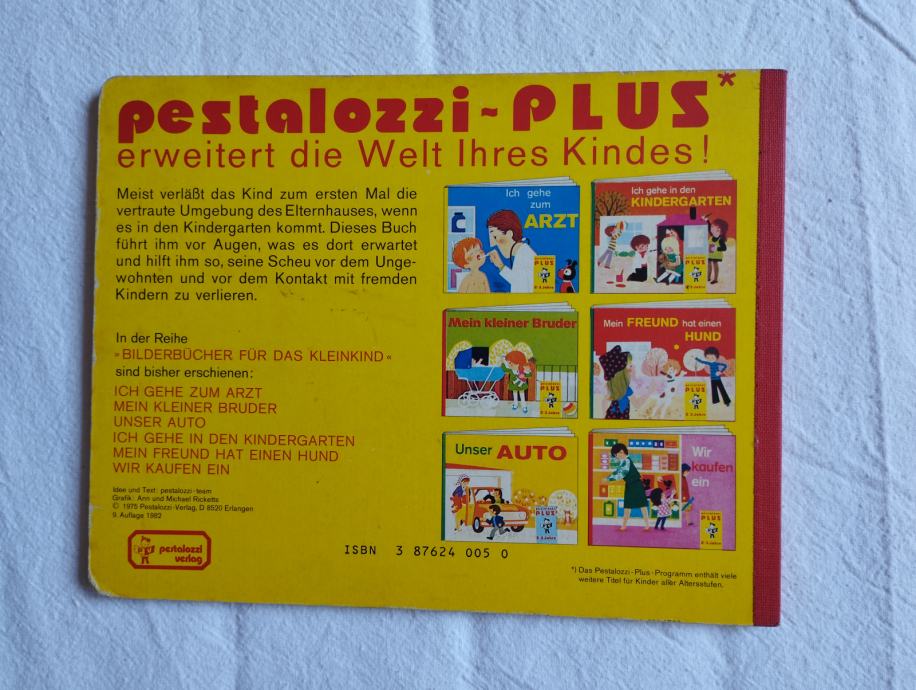 pestalozzi-PLUS*
erweitert die Welt Ihres Kindes!
Meist verläßt das Kind zum ersten Mal die
vertraute Umgebung des Elternhauses, wenn
es in den Kindergarten kommt. Dieses Buch
führt ihm vor Augen, was es dort erwartet
und hilft ihm so, seine Scheu vor dem Unge-
wohnten und vor dem Kontakt mit fremden
Kindern zu verlieren.
In der Reihe
»BILDERBÜCHER FÜR DAS KLEINKIND«
sind bisher erschienen:
ICH GEHE ZUM ARZT
MEIN KLEINER BRUDER
UNSER AUTO
ICH GEHE IN DEN KINDERGARTEN
MEIN FREUND HAT EINEN HUND
WIR KAUFEN EIN
Idee und Text: pestalozzi-team
Grafik: Ann und Michael Ricketts
© 1975 Pestalozzi-Verlag, D 8520 Erlangen
9. Auflage 1982
pestalozzi
verlag
ISBN 3 87624 005 0
Ich gehe
zum
ARZT
PLUS
Ich gehe in den
KINDERGARTEN
PLUS
Mein kleiner Bruder
PLUS
Mein FREUND hat einen
HUND
PLUS
Unser AUTO
PLUS
Wir
kaufen
ein
PLUS
*) Das Pestalozzi-Plus-Programm enthält viele
weitere Titel für Kinder aller Altersstufen.